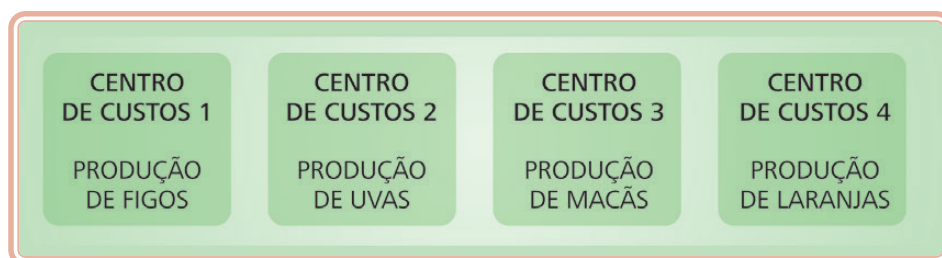 CENTRO
DE CUSTOS 1
PRODUÇÃO
DE FIGOS
CENTRO
DE CUSTOS 2
PRODUÇÃO
DE UVAS
CENTRO
DE CUSTOS 3
PRODUÇÃO
DE MAÇÃS
CENTRO
DE CUSTOS 4
PRODUÇÃO
DE LARANJAS